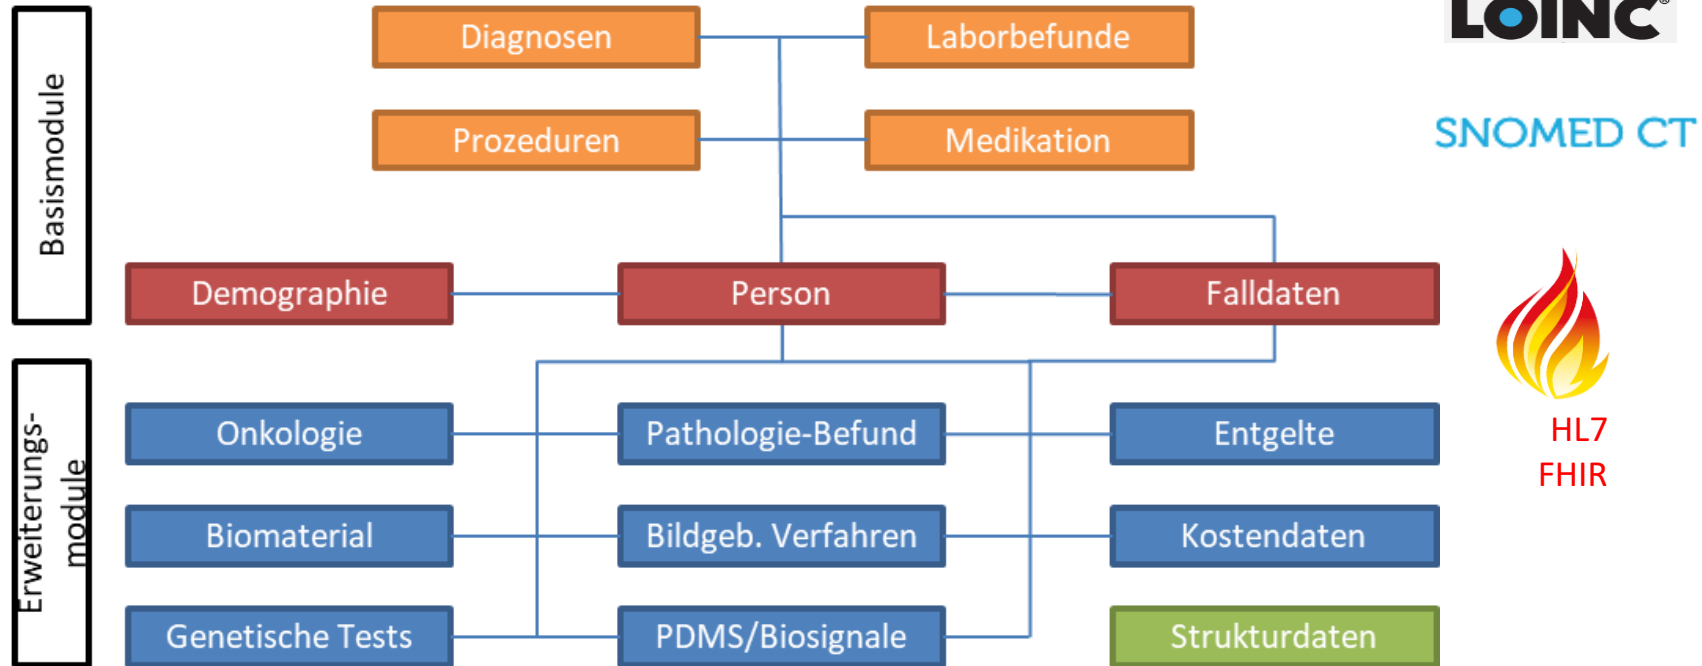 LOINC®
Diagnosen
Laborbefunde
Prozeduren
Medikation
SNOMED CT
Basismodule
Demographie
Person
Falldaten
HL7
FHIR
Erweiterungs-
module
Onkologie
Pathologie-Befund
Entgelte
Biomaterial
Bildgeb. Verfahren
Kostendaten
Genetische Tests
PDMS/Biosignale
Strukturdaten